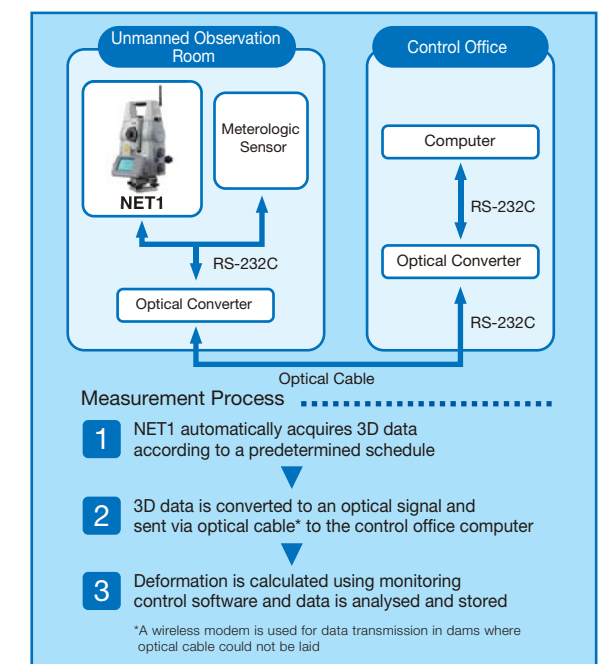 Unmanned Observation
Room
NET1
Meterologic
Sensor
RS-232C
Optical Converter
Control Office
Computer
RS-232C
Optical Converter
RS-232C
Optical Cable
Measurement Process
1
NET1 automatically acquires 3D data
according to a predetermined schedule
2
3D data is converted to an optical signal and
sent via optical cable* to the control office computer
3
Deformation is calculated using monitoring
control software and data is analysed and stored
*A wireless modem is used for data transmission in dams where
optical cable could not be laid